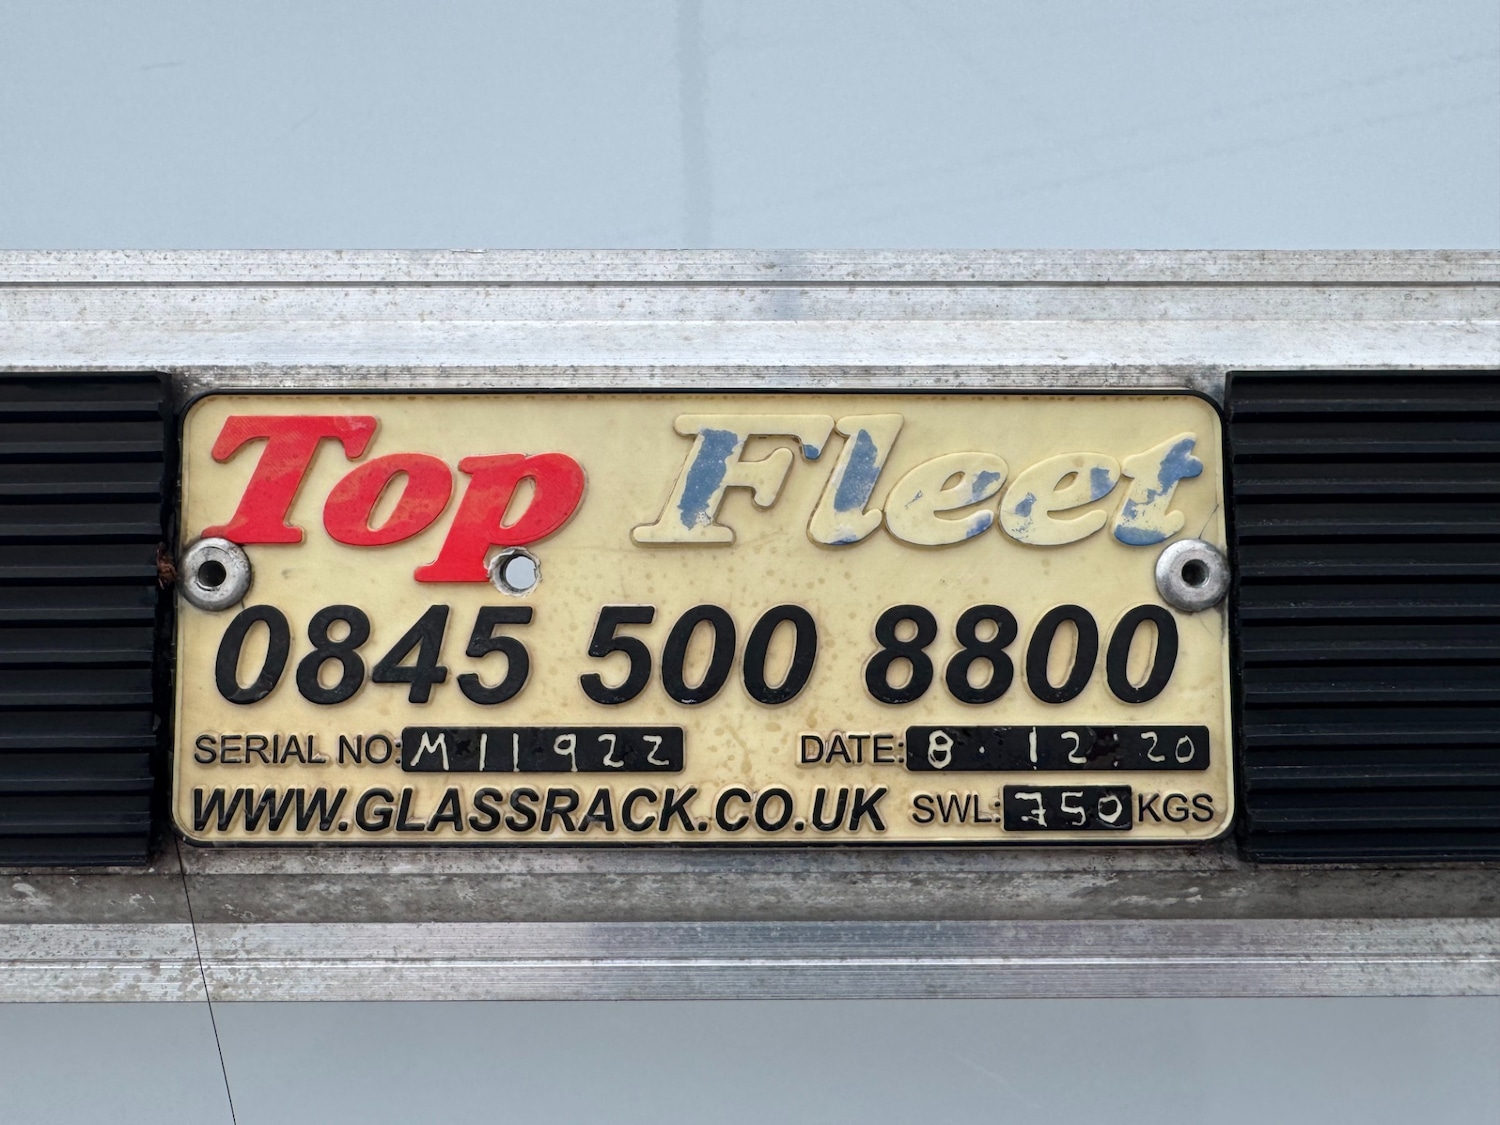 Top Fleet
0845 500 8800
SERIAL NO: M11922 DATE: 8.12.20
WWW.GLASSRACK.CO.UK SWL: 750 KGS